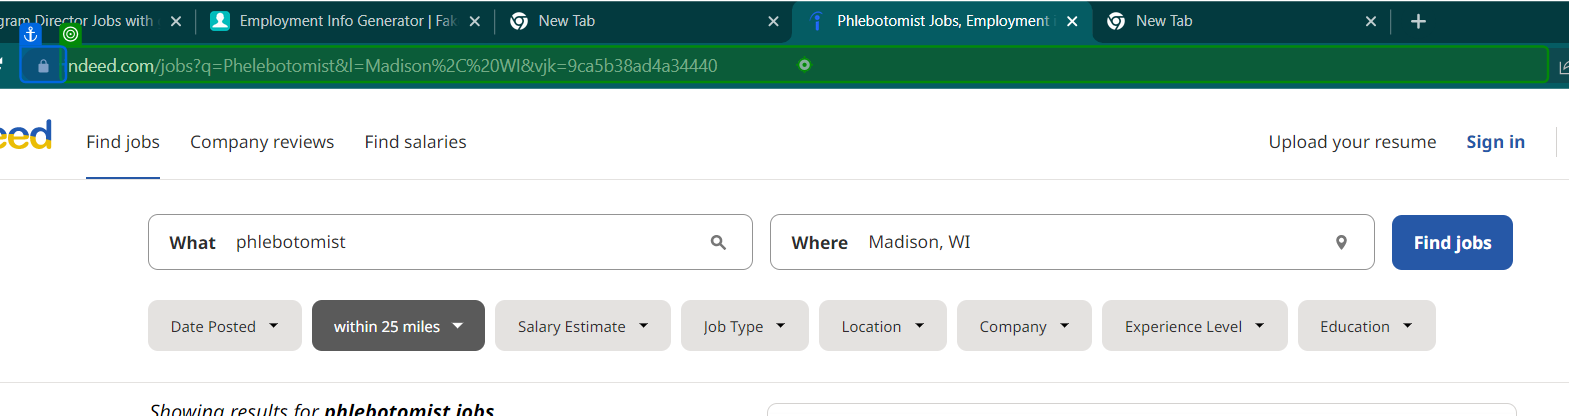 gram Director Jobs with
Employment Info Generator | Fak
New Tab
Phlebotomist Jobs, Employment i
New Tab
ndeed.com/jobs?q=Phelebotomist&l=Madison%2C%20WI&vjk=9ca5b38ad4a34440
eed
Find jobs
Company reviews
Find salaries
Upload your resume
Sign in
What phlebotomist
Where Madison, WI
Find jobs
Date Posted
within 25 miles
Salary Estimate
Job Type
Location
Company
Experience Level
Education
Showing results for phlebotomist jobs